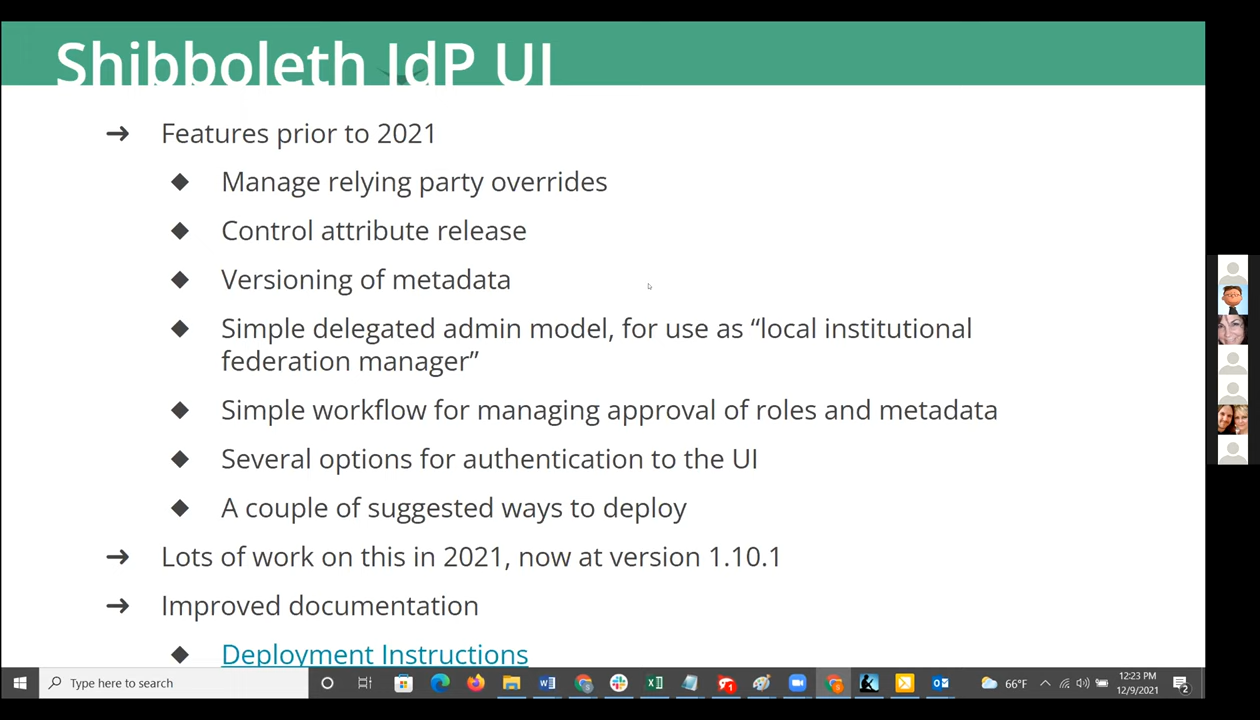 Shibboleth IdP UI
➔ Features prior to 2021
◆ Manage relying party overrides
◆ Control attribute release
◆ Versioning of metadata
◆ Simple delegated admin model, for use as “local institutional
federation manager”
◆ Simple workflow for managing approval of roles and metadata
◆ Several options for authentication to the UI
◆ A couple of suggested ways to deploy
➔ Lots of work on this in 2021, now at version 1.10.1
➔ Improved documentation
◆ Deployment Instructions
Type here to search
66°F
12:23 PM
12/9/2021
2